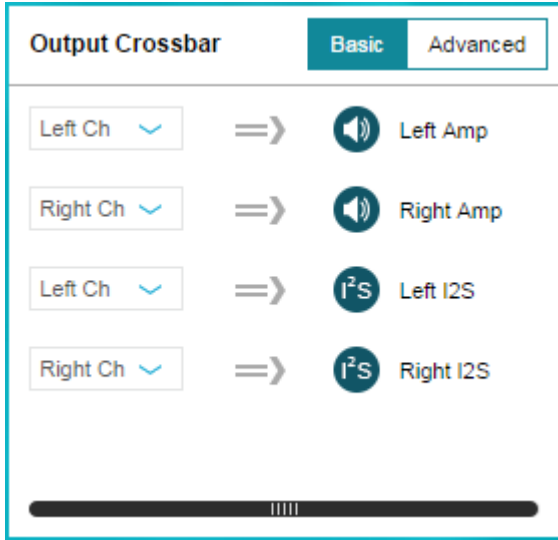 Output Crossbar Basic Advanced
Left Ch I Left Amp
Right Ch Right Amp
Left Ch I²S Left I2S
Right Ch I²S Right I2S